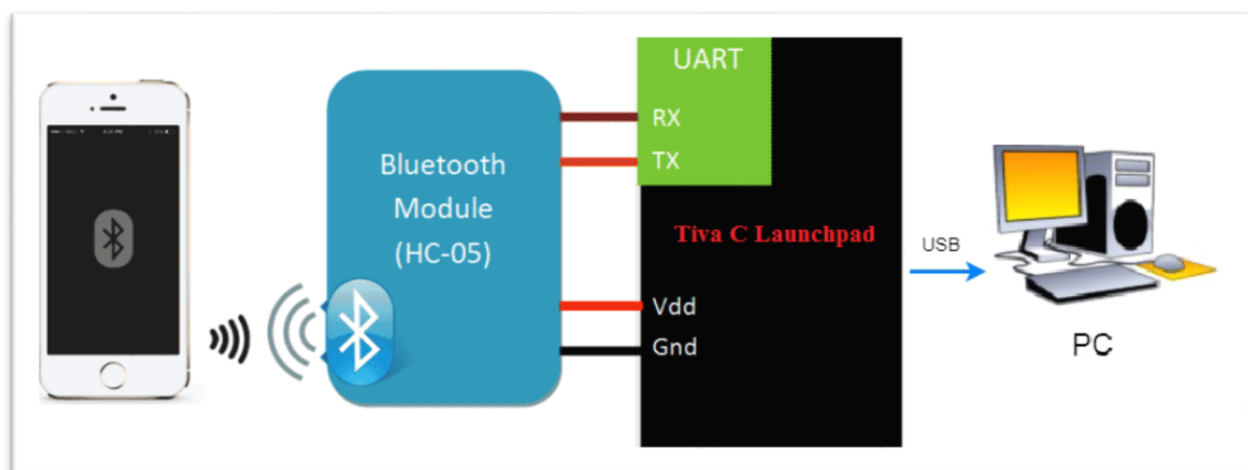 UART
RX
TX
Bluetooth
Module
(HC-05)
Tiva C Launchpad
Vdd
Gnd
USB
PC